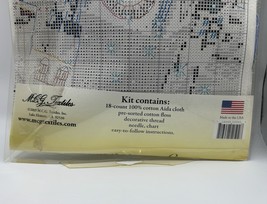 Kit contains:
18-count 100% cotton Aida cloth
pre-sorted cotton floss
decorative thread
needle, chart
easy-to-follow instructions.
M.C.G. Textiles
www.mcgtextiles.com
Made in the USA